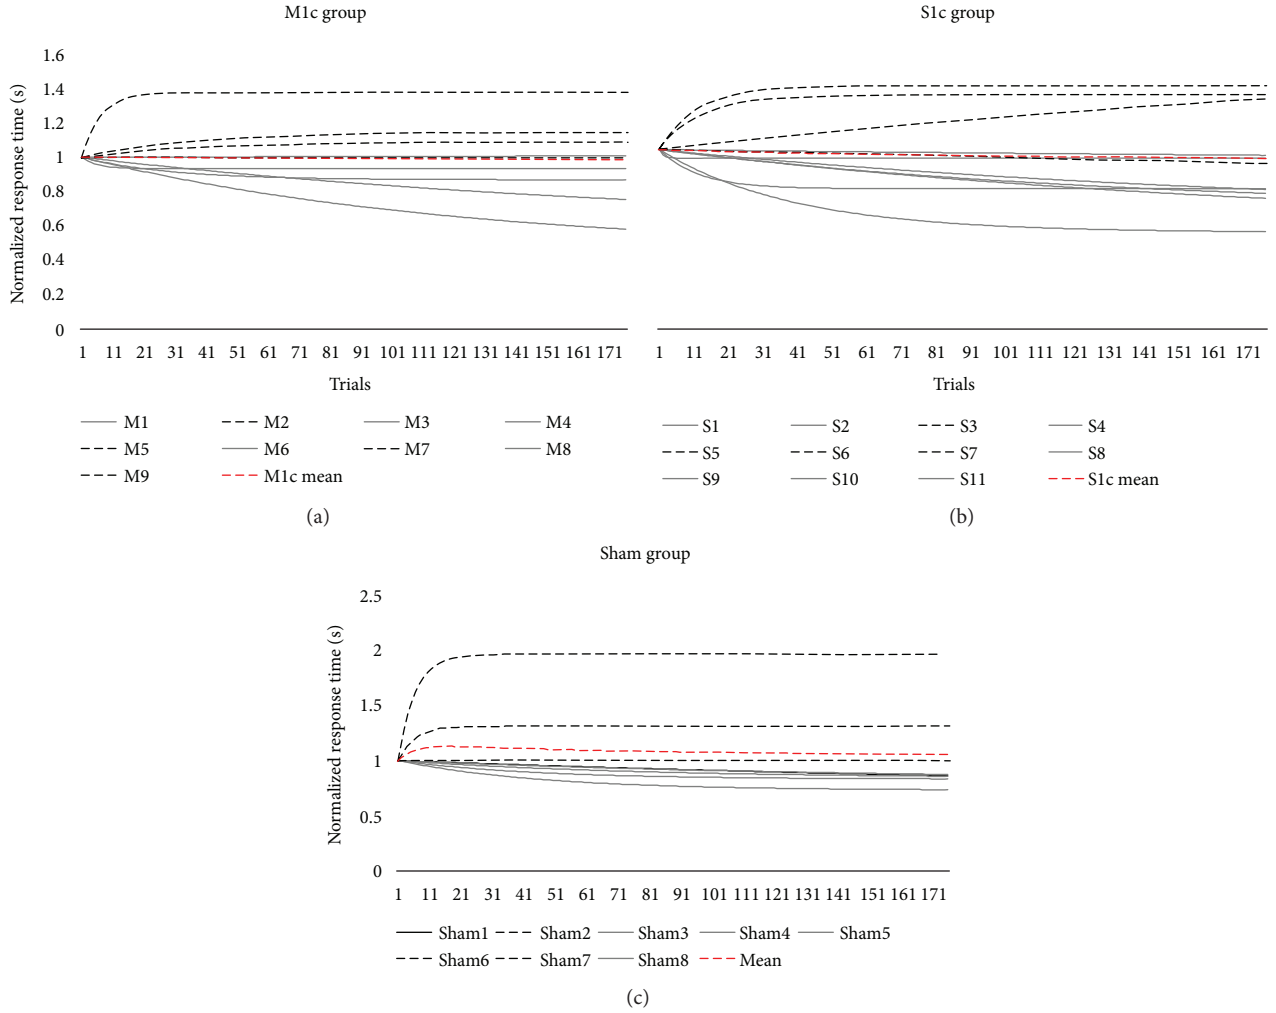 M1c group
Normalized response time (s)
1.6
1.4
1.2
1
0.8
0.6
0.4
0.2
0
1 11 21 31 41 51 61 71 81 91 101 111 121 131 141 151 161 171
Trials
M1 M2 M3 M4
M5 M6 M7 M8
M9 M1c mean
(a)
S1c group
1 11 21 31 41 51 61 71 81 91 101 111 121 131 141 151 161 171
Trials
S1 S2 S3 S4
S5 S6 S7 S8
S9 S10 S11 S1c mean
(b)
Sham group
Normalized response time (s)
2.5
2
1.5
1
0.5
0
1 11 21 31 41 51 61 71 81 91 101 111 121 131 141 151 161 171
Sham1 Sham2 Sham3 Sham4 Sham5
Sham6 Sham7 Sham8 Mean
(c)